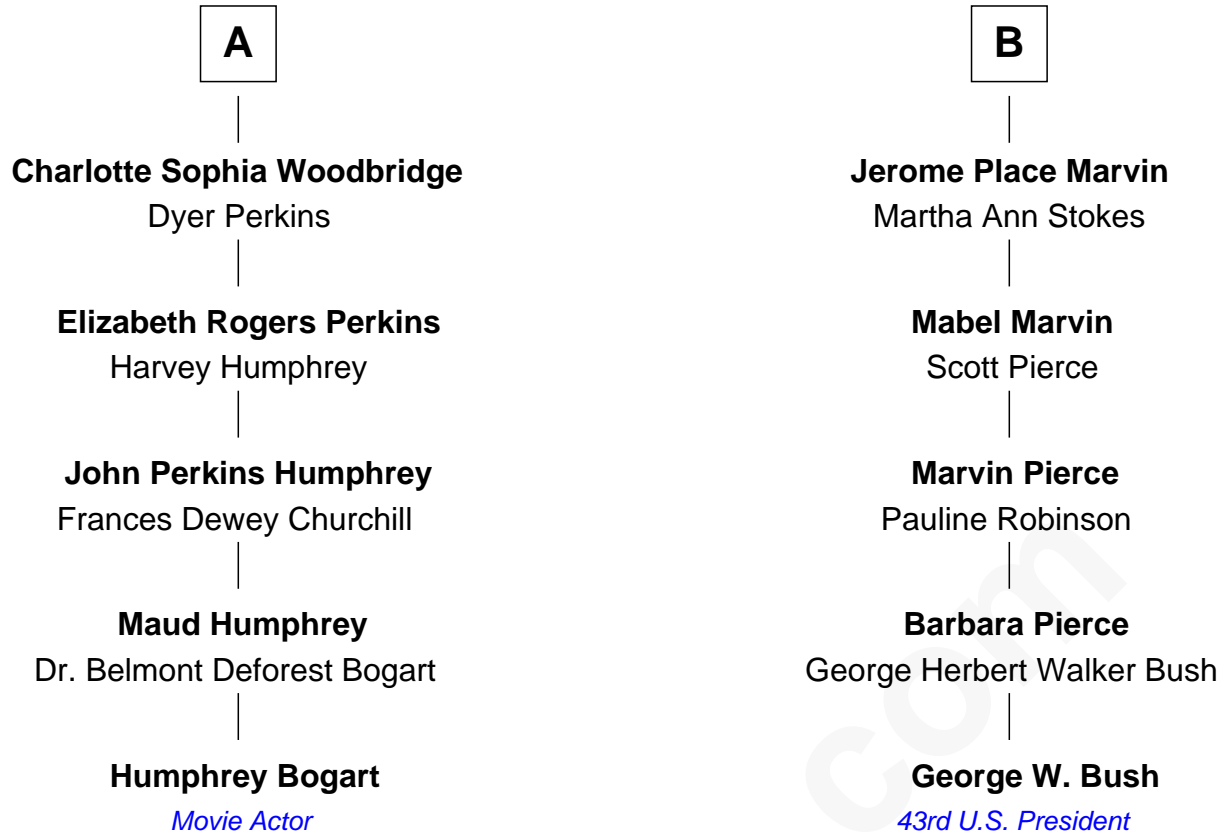 A
Charlotte Sophia Woodbridge
Dyer Perkins
Elizabeth Rogers Perkins
Harvey Humphrey
John Perkins Humphrey
Frances Dewey Churchill
Maud Humphrey
Dr. Belmont Deforest Bogart
Humphrey Bogart
Movie Actor
B
Jerome Place Marvin
Martha Ann Stokes
Mabel Marvin
Scott Pierce
Marvin Pierce
Pauline Robinson
Barbara Pierce
George Herbert Walker Bush
George W. Bush
43rd U.S. President
com